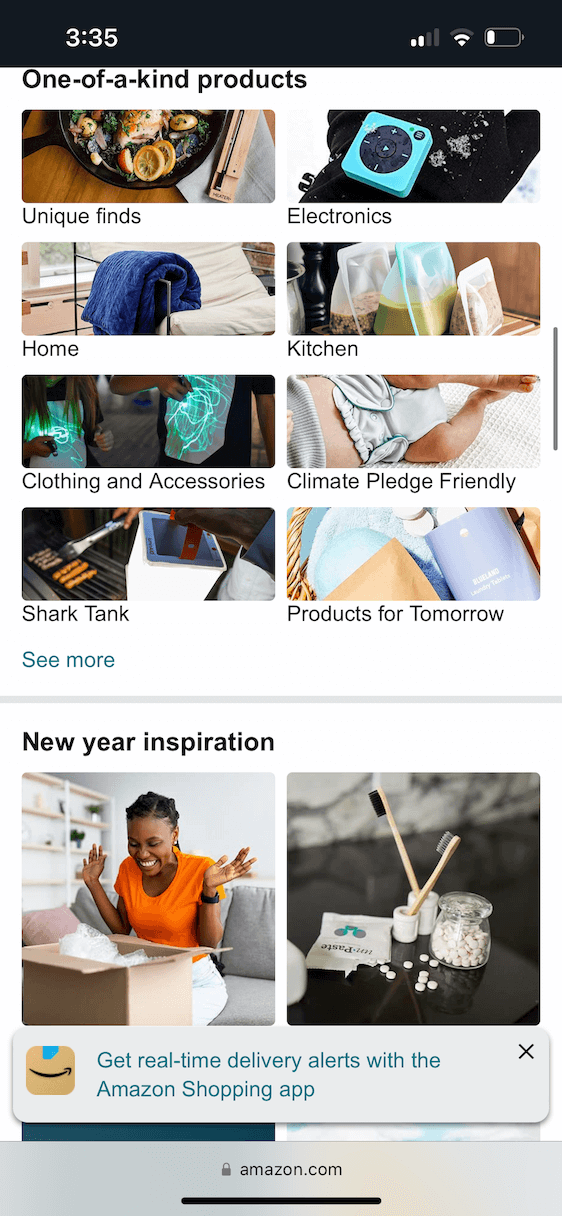 3:35
One-of-a-kind products
Unique finds
Electronics
Home
Kitchen
Clothing and Accessories
Climate Pledge Friendly
Shark Tank
Products for Tomorrow
See more
New year inspiration
Get real-time delivery alerts with the
Amazon Shopping app
amazon.com